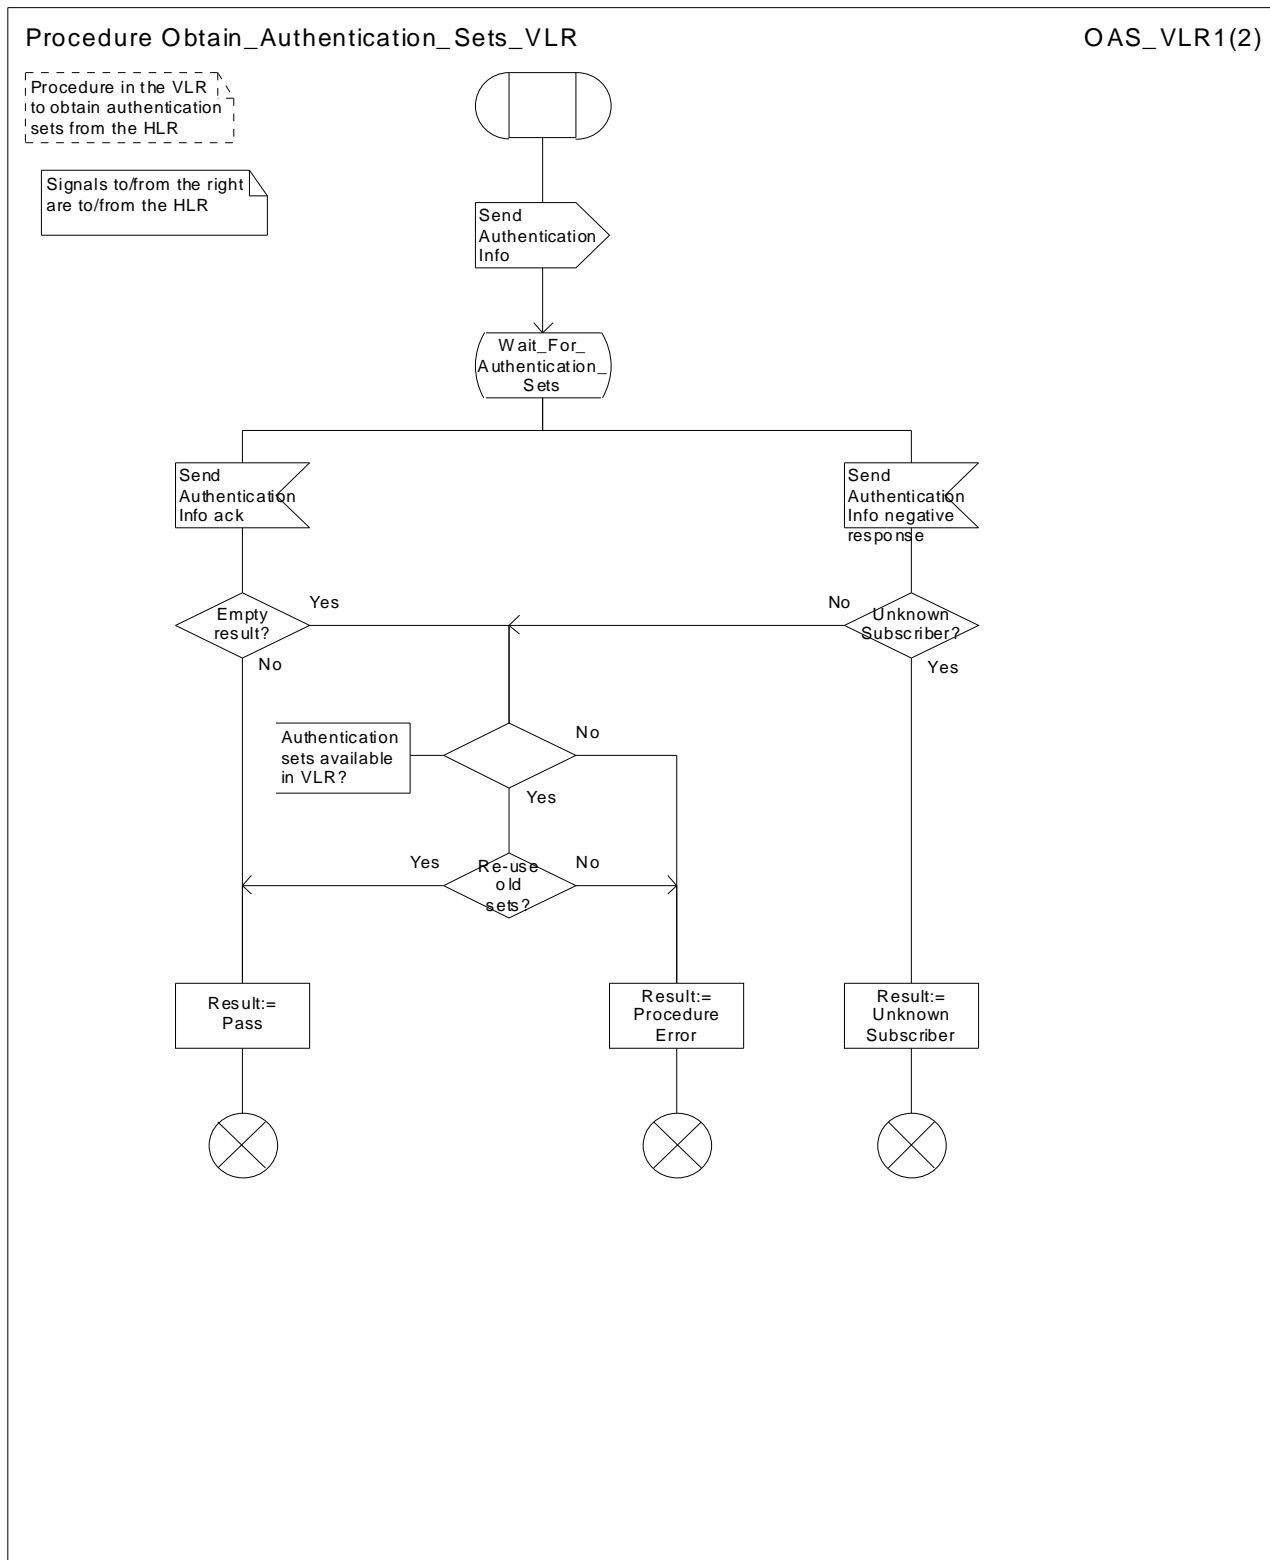 Procedure Obtain_Authentication_Sets_VLR
OAS_VLR1(2)
Procedure in the VLR
to obtain authentication
sets from the HLR
Signals to/from the right
are to/from the HLR
Send
Authentication
Info
Wait_For_
Authentication_
Sets
Send
Authentication
Info ack
Send
Authentication
Info negative
response
Empty
result?
Yes
No
No
Unknown
Subscriber?
Yes
Authentication
sets available
in VLR?
No
Yes
Yes
Re-use
old
sets?
No
Result:=
Pass
Result:=
Procedure
Error
Result:=
Unknown
Subscriber